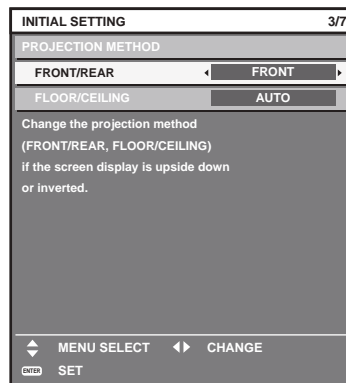 INITIAL SETTING 3/7
PROJECTION METHOD
FRONT/REAR FRONT
FLOOR/CEILING AUTO
Change the projection method
(FRONT/REAR, FLOOR/CEILING)
if the screen display is upside down
or inverted.
MENU SELECT CHANGE
ENTER SET